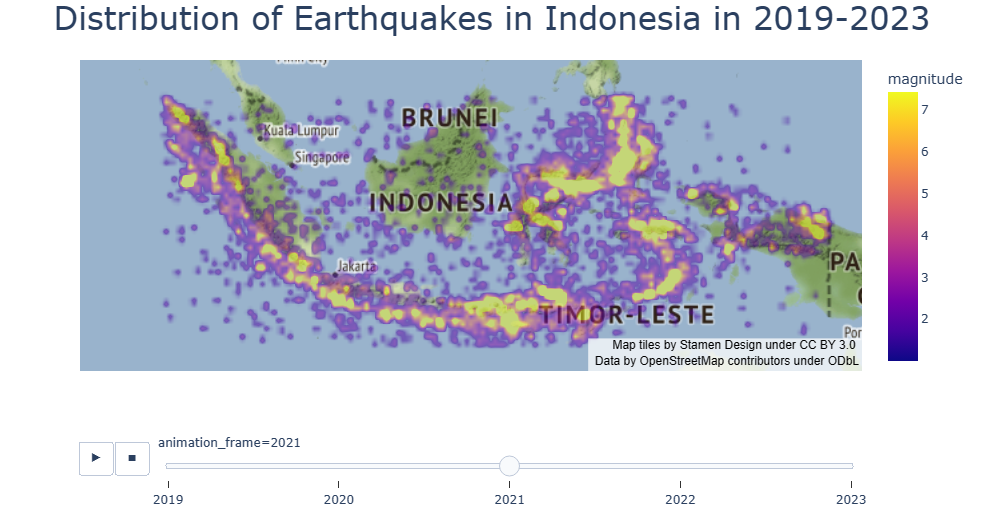 Distribution of Earthquakes in Indonesia in 2019-2023
magnitude
7
6
5
4
3
2
BRUNEI
Kuala Lumpur
Singapore
INDONESIA
Jakarta
PA
TIMOR-LESTE
Por
Map tiles by Stamen Design under CC BY 3.0
Data by OpenStreetMap contributors under ODbL
animation_frame=2021
2019
2020
2021
2022
2023